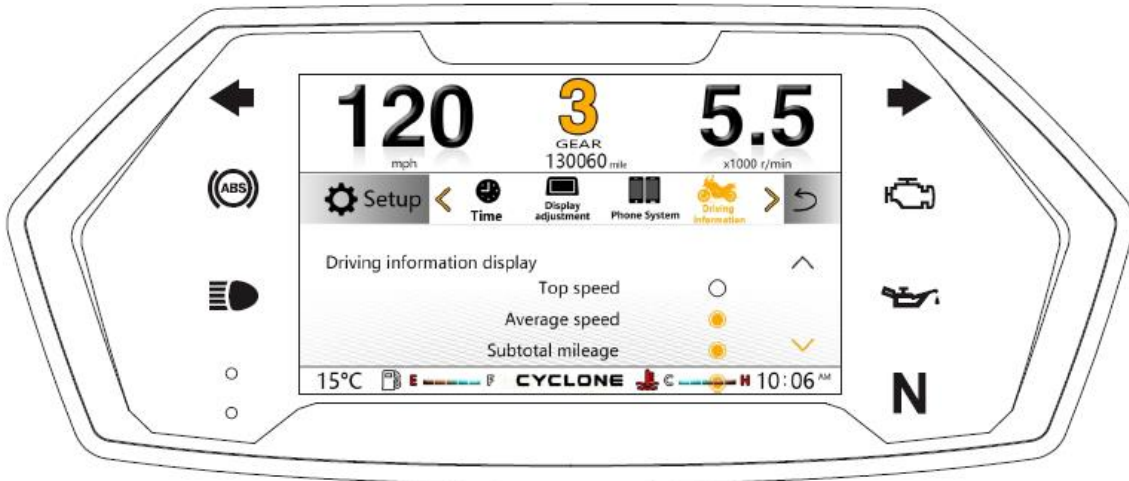 120
mph
3
GEAR
130060 mile
5.5
x1000 r/min
(ABS)
Setup
Time
Display
adjustment
Phone System
Driving
information
Driving information display
Top speed
Average speed
Subtotal mileage
15°C E F CYCLONE C H 10:06 AM
N